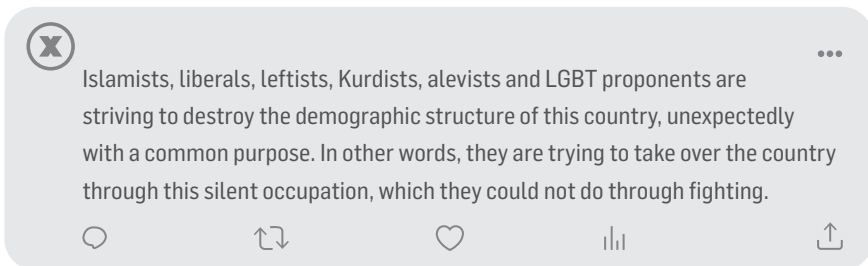 X
Islamists, liberals, leftists, Kurdists, alevists and LGBT proponents are
striving to destroy the demographic structure of this country, unexpectedly
with a common purpose. In other words, they are trying to take over the country
through this silent occupation, which they could not do through fighting.